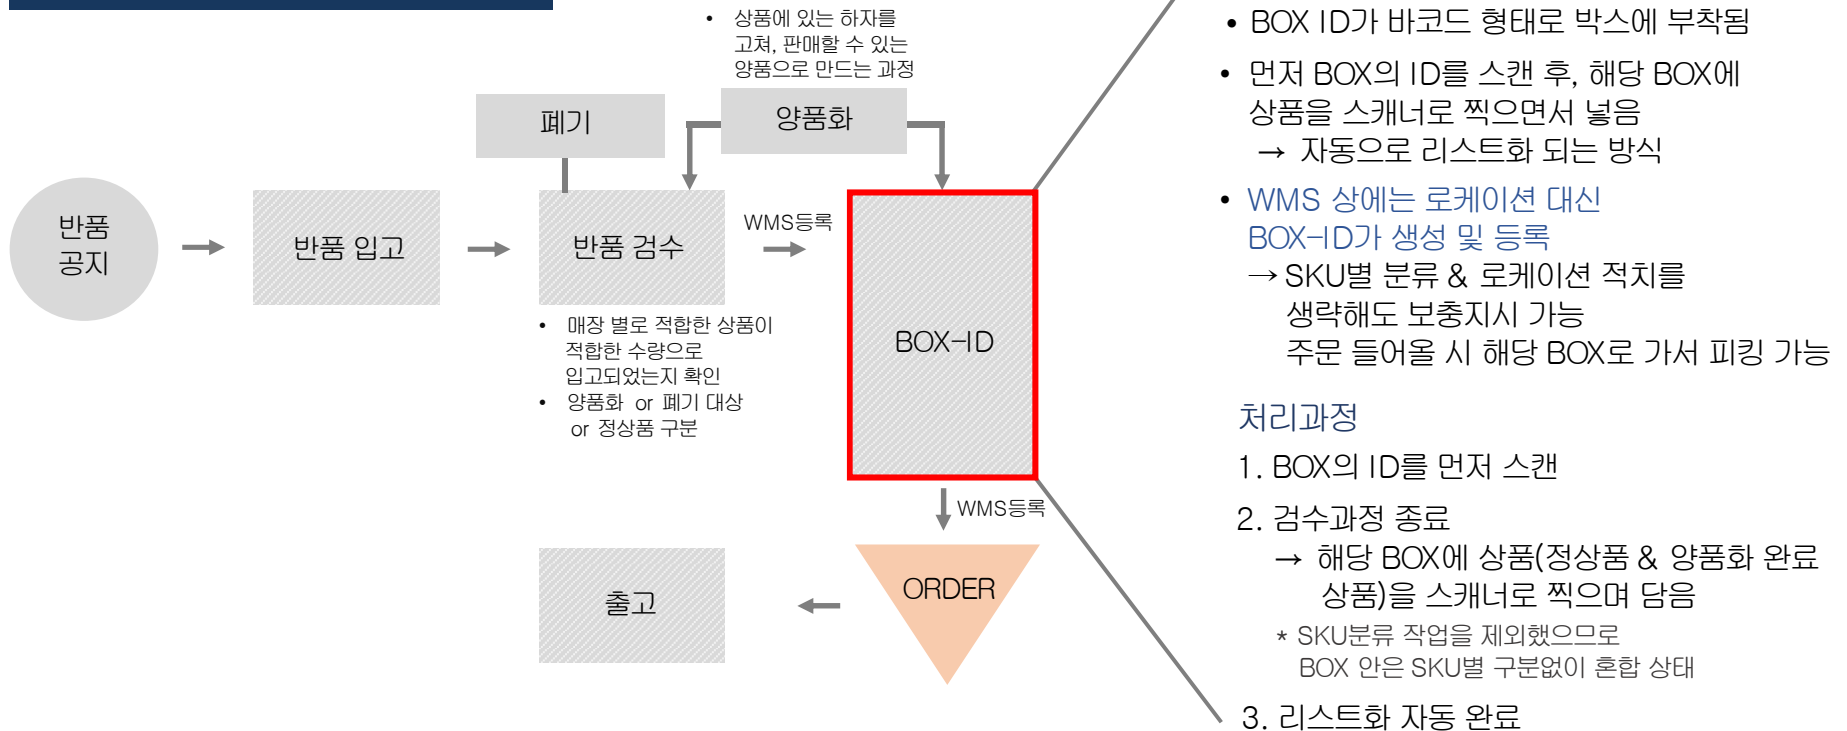 • 상품에 있는 하자를
고쳐, 판매할 수 있는
양품으로 만드는 과정
폐기
양품화
반품
공지
반품 입고
반품 검수
WMS등록
BOX-ID
• 매장 별로 적합한 상품이
적합한 수량으로
입고되었는지 확인
• 양품화 or 폐기 대상
or 정상품 구분
WMS등록
ORDER
출고
• BOX ID가 바코드 형태로 박스에 부착됨
• 먼저 BOX의 ID를 스캔 후, 해당 BOX에
상품을 스캐너로 찍으면서 넣음
→ 자동으로 리스트화 되는 방식
• WMS 상에는 로케이션 대신
BOX-ID가 생성 및 등록
→ SKU별 분류 & 로케이션 적치를
생략해도 보충지시 가능
주문 들어올 시 해당 BOX로 가서 피킹 가능
처리과정
1. BOX의 ID를 먼저 스캔
2. 검수과정 종료
→ 해당 BOX에 상품(정상품 & 양품화 완료
상품)을 스캐너로 찍으며 담음
* SKU분류 작업을 제외했으므로
BOX 안은 SKU별 구분없이 혼합 상태
3. 리스트화 자동 완료